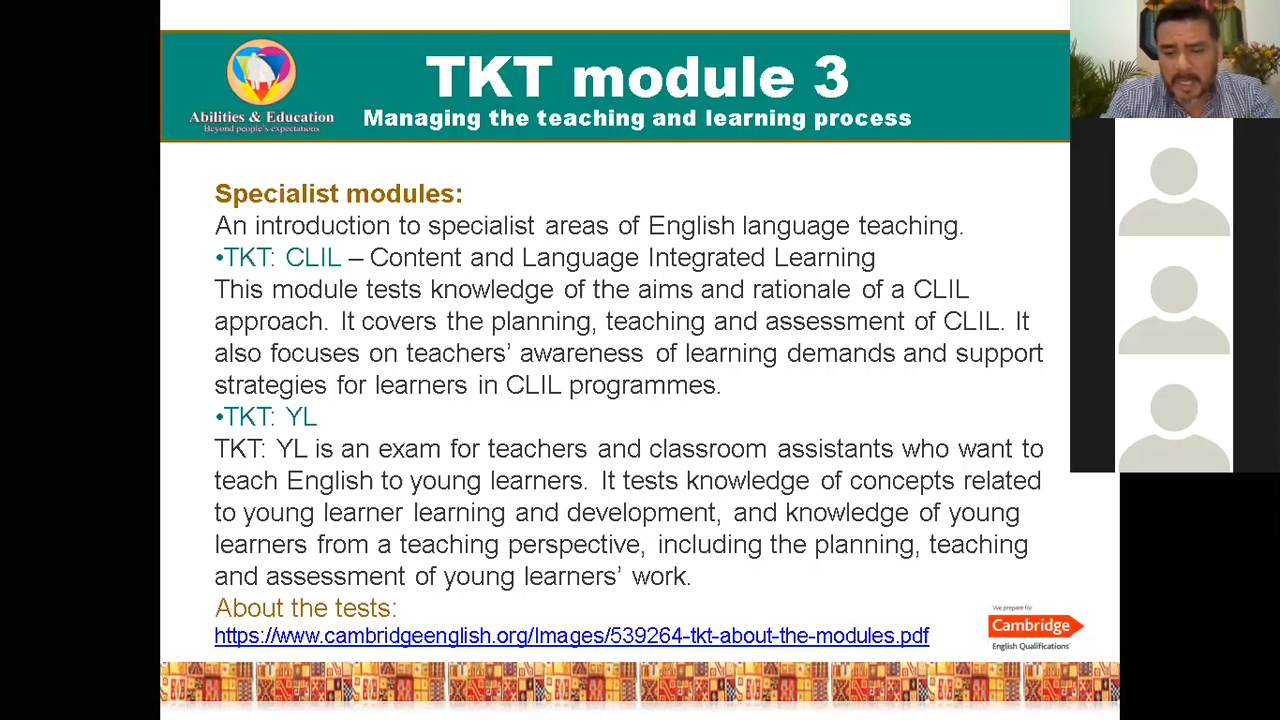 TKT module 3
Managing the teaching and learning process
Abilities & Education
Beyond people's expectations
Specialist modules:
An introduction to specialist areas of English language teaching.
•TKT: CLIL – Content and Language Integrated Learning
This module tests knowledge of the aims and rationale of a CLIL
approach. It covers the planning, teaching and assessment of CLIL. It
also focuses on teachers’ awareness of learning demands and support
strategies for learners in CLIL programmes.
•TKT: YL
TKT: YL is an exam for teachers and classroom assistants who want to
teach English to young learners. It tests knowledge of concepts related
to young learner learning and development, and knowledge of young
learners from a teaching perspective, including the planning, teaching
and assessment of young learners’ work.
About the tests:
https://www.cambridgeenglish.org/Images/539264-tkt-about-the-modules.pdf
We prepare for
Cambridge
English Qualifications